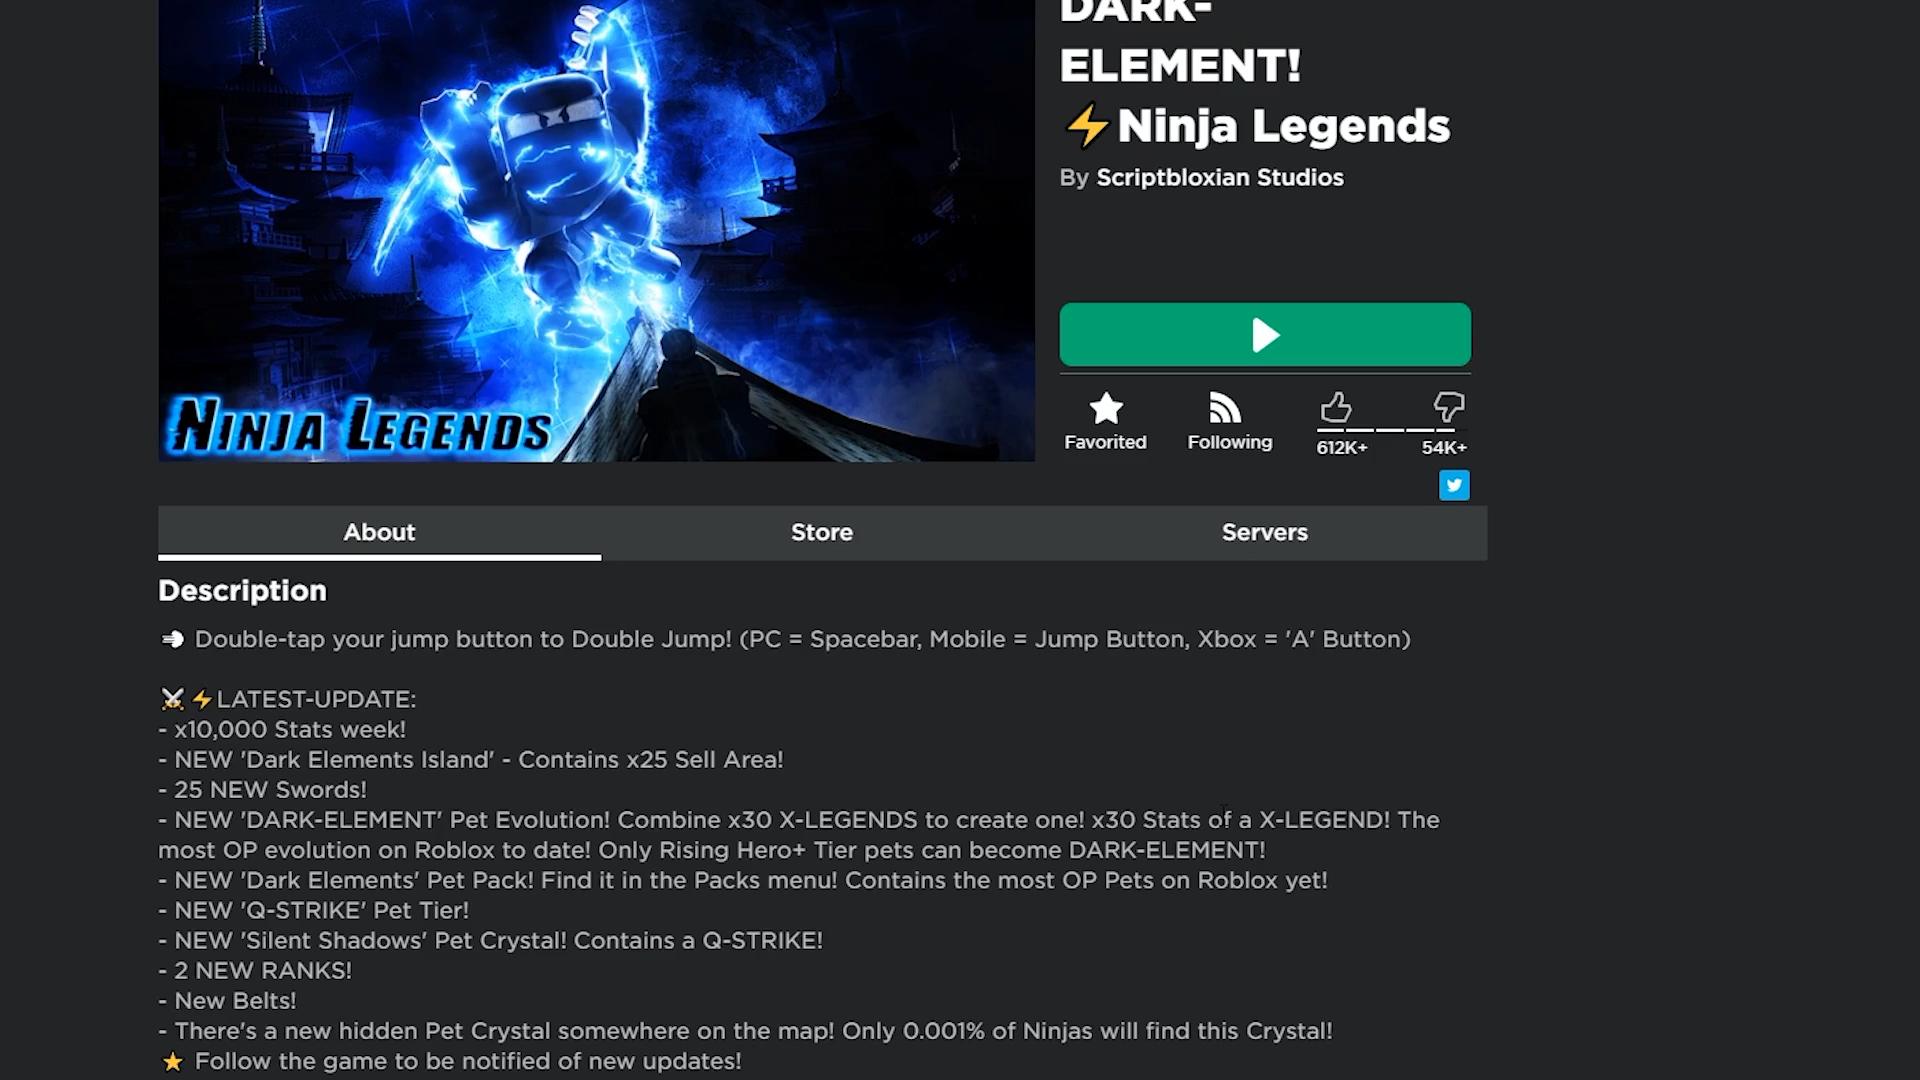 DARK-
ELEMENT!
⚡Ninja Legends
By Scriptbloxian Studios
NINJA LEGENDS
Favorited
Following
612K+
54K+
About
Store
Servers
Description
Double-tap your jump button to Double Jump! (PC = Spacebar, Mobile = Jump Button, Xbox = 'A' Button)
⚔️⚡LATEST-UPDATE:
- x10,000 Stats week!
- NEW 'Dark Elements Island' - Contains x25 Sell Area!
- 25 NEW Swords!
- NEW 'DARK-ELEMENT' Pet Evolution! Combine x30 X-LEGENDS to create one! x30 Stats of a X-LEGEND! The
most OP evolution on Roblox to date! Only Rising Hero+ Tier pets can become DARK-ELEMENT!
- NEW 'Dark Elements' Pet Pack! Find it in the Packs menu! Contains the most OP Pets on Roblox yet!
- NEW 'Q-STRIKE' Pet Tier!
- NEW 'Silent Shadows' Pet Crystal! Contains a Q-STRIKE!
- 2 NEW RANKS!
- New Belts!
- There's a new hidden Pet Crystal somewhere on the map! Only 0.001% of Ninjas will find this Crystal!
⭐ Follow the game to be notified of new updates!